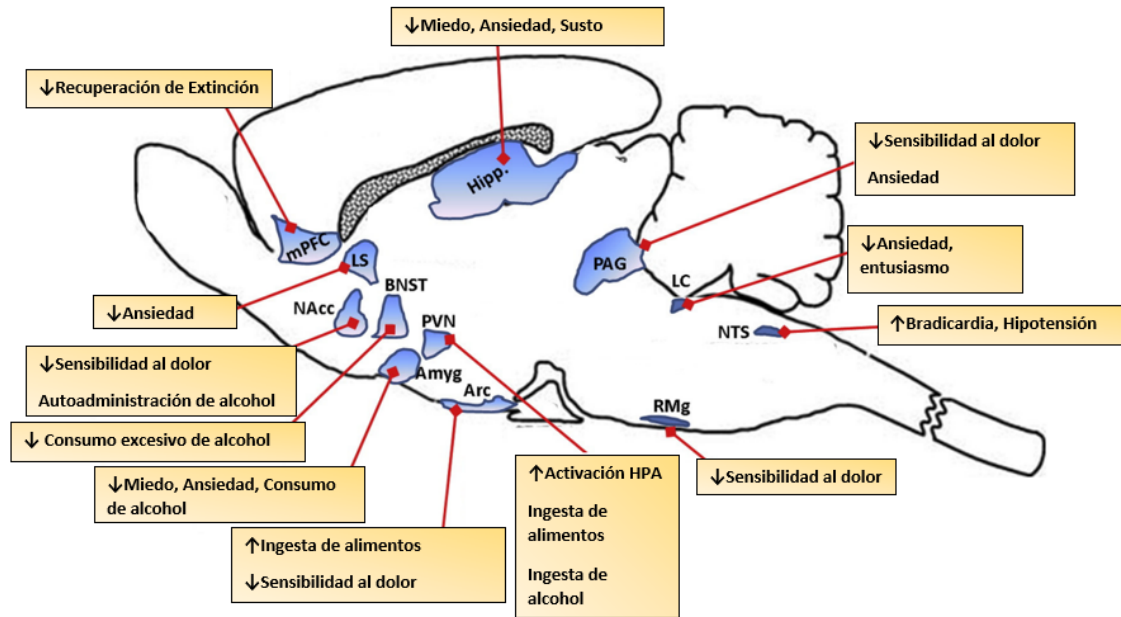 ↓Miedo, Ansiedad, Susto
↓Recuperación de Extinción
↓Sensibilidad al dolor
Ansiedad
Hipp.
mPFC
LS
PAG
↓Ansiedad,
entusiasmo
LC
BNST
NAcc
↓Ansiedad
PVN
NTS
↑Bradicardia, Hipotensión
↓Sensibilidad al dolor
Autoadministración de alcohol
Amyg
Arc
RMg
↓ Consumo excesivo de alcohol
↓Miedo, Ansiedad, Consumo
de alcohol
↑Activación HPA
Ingesta de
alimentos
Ingesta de
alcohol
↓Sensibilidad al dolor
↑Ingesta de alimentos
↓Sensibilidad al dolor